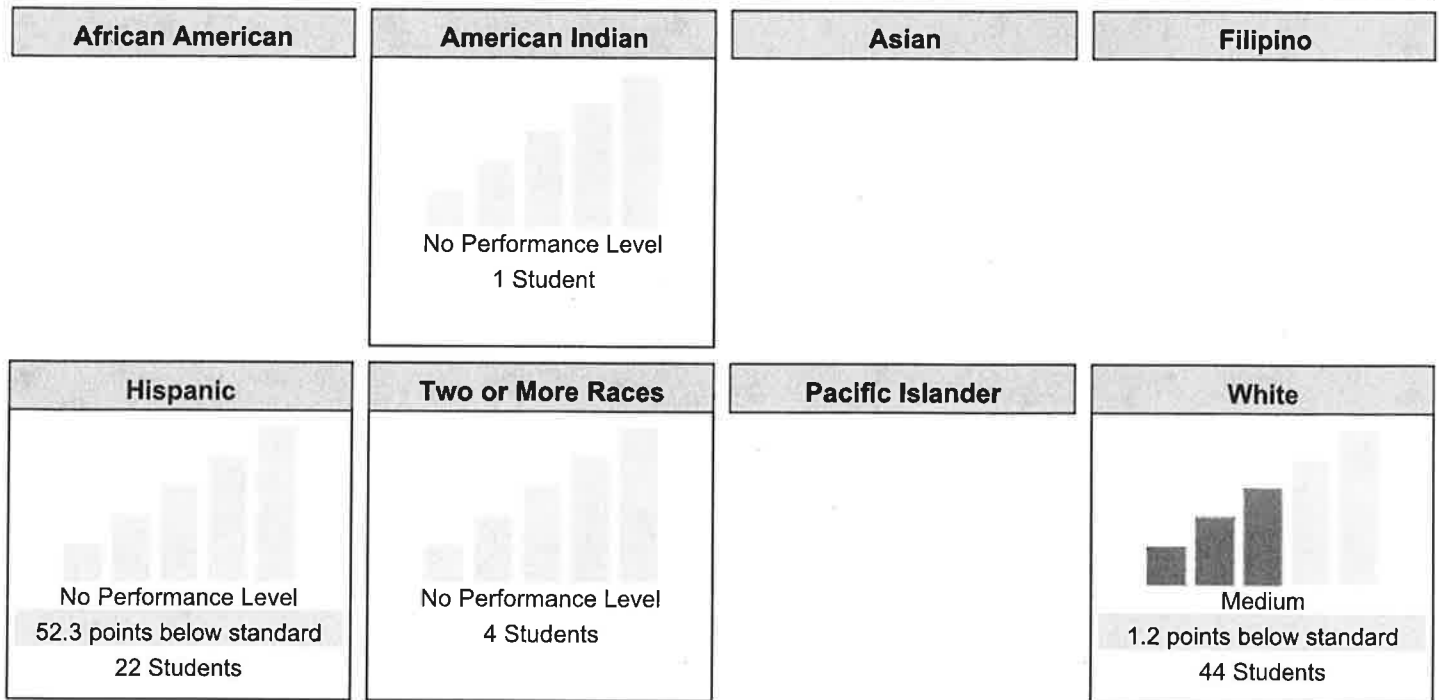 African American
American Indian
Asian
Filipino
No Performance Level
1 Student
Hispanic
Two or More Races
Pacific Islander
White
No Performance Level
52.3 points below standard
22 Students
No Performance Level
4 Students
Medium
1.2 points below standard
44 Students